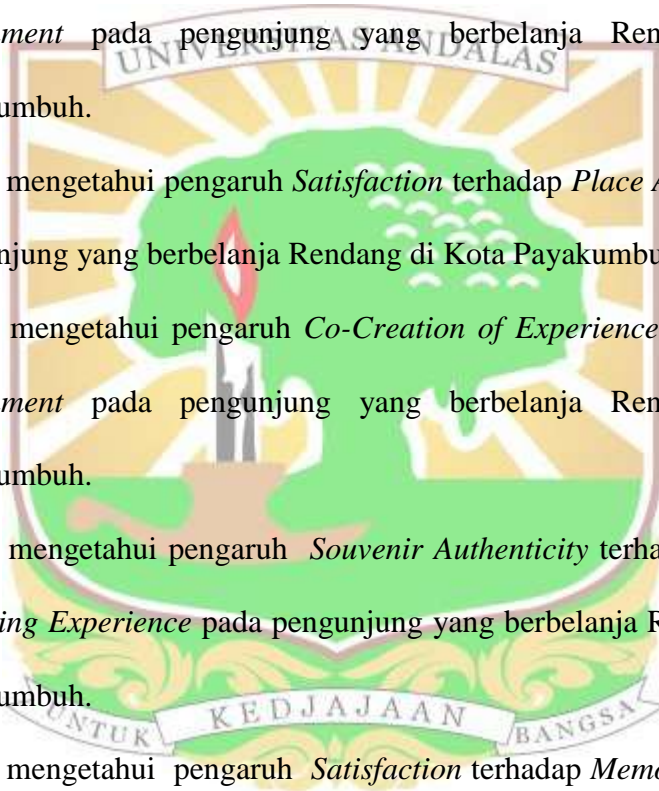 ment pada pengunjung yang berbelanja Ren
UNIVERSITAS ANDALAS
umbuh.
mengetahui pengaruh Satisfaction terhadap Place A
njung yang berbelanja Rendang di Kota Payakumbu
mengetahui pengaruh Co-Creation of Experience
ment pada pengunjung yang berbelanja Ren
umbuh.
mengetahui pengaruh Souvenir Authenticity terha
ing Experience pada pengunjung yang berbelanja R
umbuh.
UNTUK KEDJAJAAN BANGSA
mengetahui pengaruh Satisfaction terhadap Memo